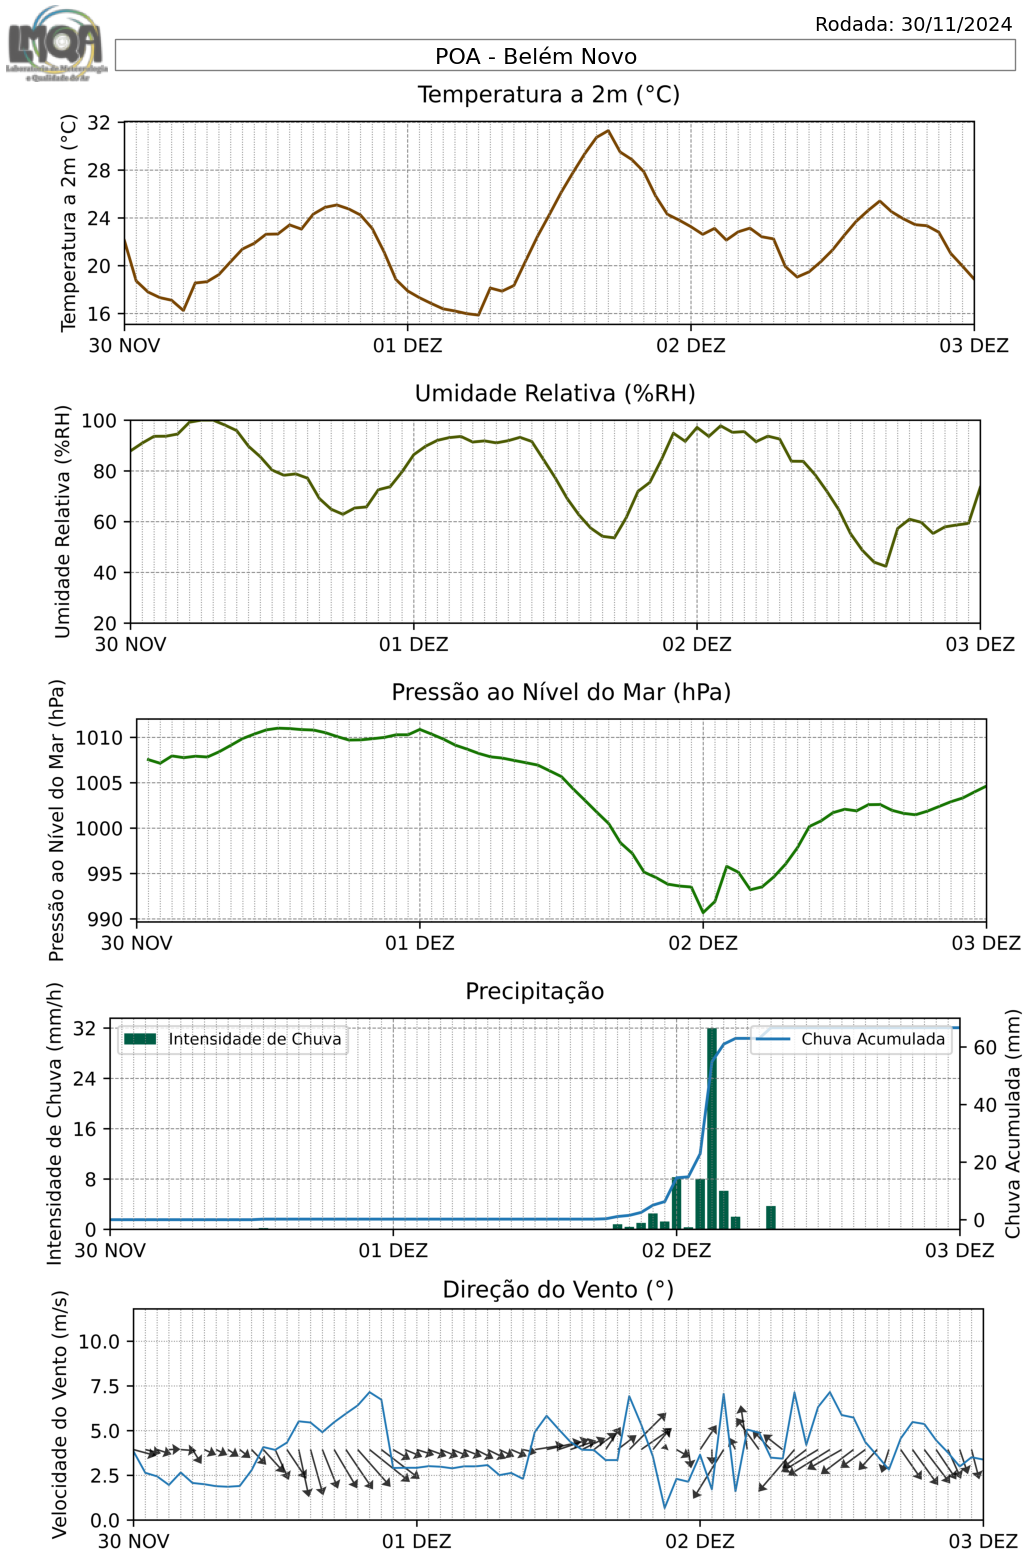 Rodada: 30/11/2024
LMQA
Laboratório de Meteorologia
e Qualidade do Ar
POA - Belém Novo
Temperatura a 2m (°C)
Temperatura a 2m (°C)
32
28
24
20
16
30 NOV 01 DEZ 02 DEZ 03 DEZ
Umidade Relativa (%RH)
Umidade Relativa (%RH)
100
80
60
40
20
30 NOV 01 DEZ 02 DEZ 03 DEZ
Pressão ao Nível do Mar (hPa)
Pressão ao Nível do Mar (hPa)
1010
1005
1000
995
990
30 NOV 01 DEZ 02 DEZ 03 DEZ
Precipitação
Intensidade de Chuva (mm/h)
32
24
16
8
0
Intensidade de Chuva
Chuva Acumulada
60
40
20
0
Chuva Acumulada (mm)
30 NOV 01 DEZ 02 DEZ 03 DEZ
Direção do Vento (°)
Velocidade do Vento (m/s)
10.0
7.5
5.0
2.5
0.0
30 NOV 01 DEZ 02 DEZ 03 DEZ